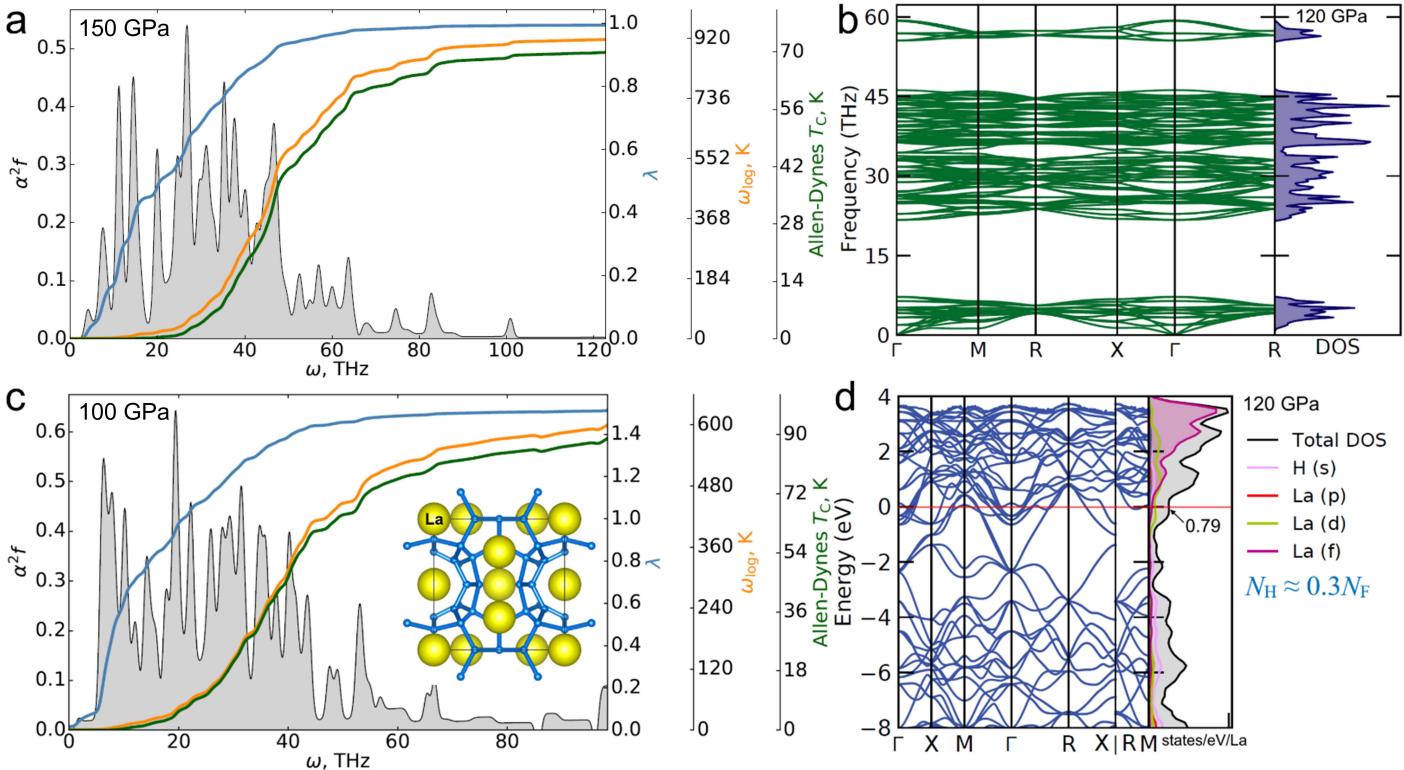 a
150 GPa
0.5
0.4
0.3
0.2
0.1
0.0
α²f
0 20 40 60 80 100 120
ω, THz
1.0
0.8
0.6
0.4
0.2
0.0
λ
920
736
552
368
184
0
ωlog, K
70
56
42
28
14
0
Allen-Dynes TC, K
b
120 GPa
60
45
30
15
0
Frequency (THz)
Γ M R X Γ R DOS
c
100 GPa
0.6
0.5
0.4
0.3
0.2
0.1
0.0
α²f
La
0 20 40 60 80
ω, THz
1.4
1.2
1.0
0.8
0.6
0.4
0.2
0.0
λ
600
480
360
240
120
0
ωlog, K
90
72
54
36
18
0
Allen-Dynes TC, K
d
4
2
0
−2
−4
−6
−8
Energy (eV)
Γ X M Γ R X|R M states/eV/La
0.79
120 GPa
Total DOS
H (s)
La (p)
La (d)
La (f)
NH ≈ 0.3NF